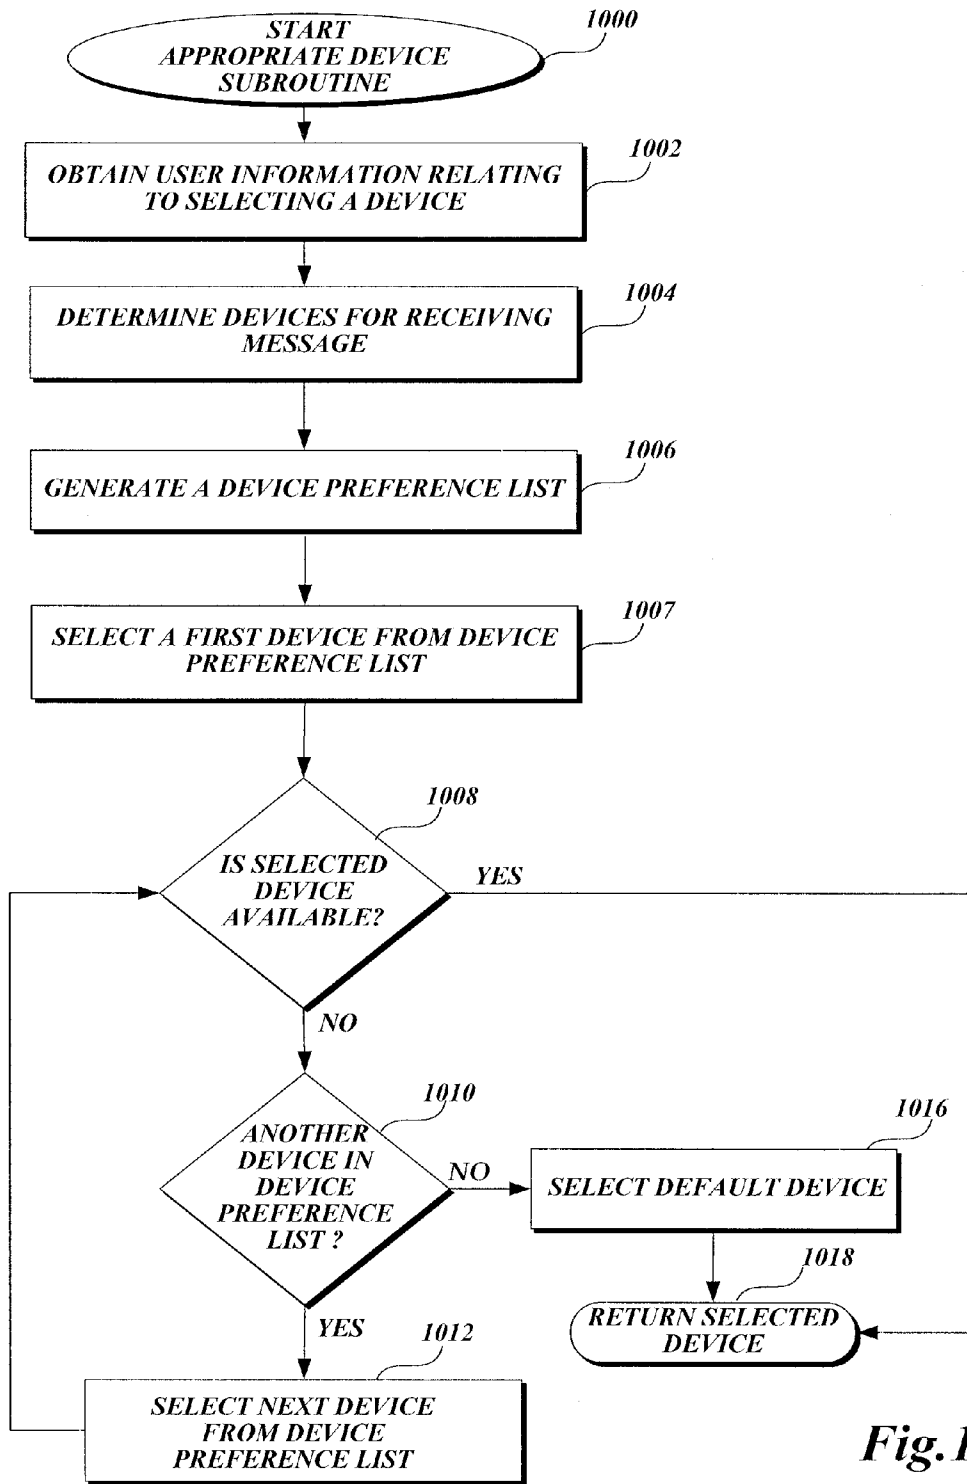 START
APPROPRIATE DEVICE
SUBROUTINE
1000
OBTAIN USER INFORMATION RELATING
TO SELECTING A DEVICE
1002
DETERMINE DEVICES FOR RECEIVING
MESSAGE
1004
GENERATE A DEVICE PREFERENCE LIST
1006
SELECT A FIRST DEVICE FROM DEVICE
PREFERENCE LIST
1007
IS SELECTED
DEVICE
AVAILABLE?
1008
YES
NO
ANOTHER
DEVICE IN
DEVICE
PREFERENCE
LIST ?
1010
NO
SELECT DEFAULT DEVICE
1016
RETURN SELECTED
DEVICE
1018
YES
SELECT NEXT DEVICE
FROM DEVICE
PREFERENCE LIST
1012
Fig.1